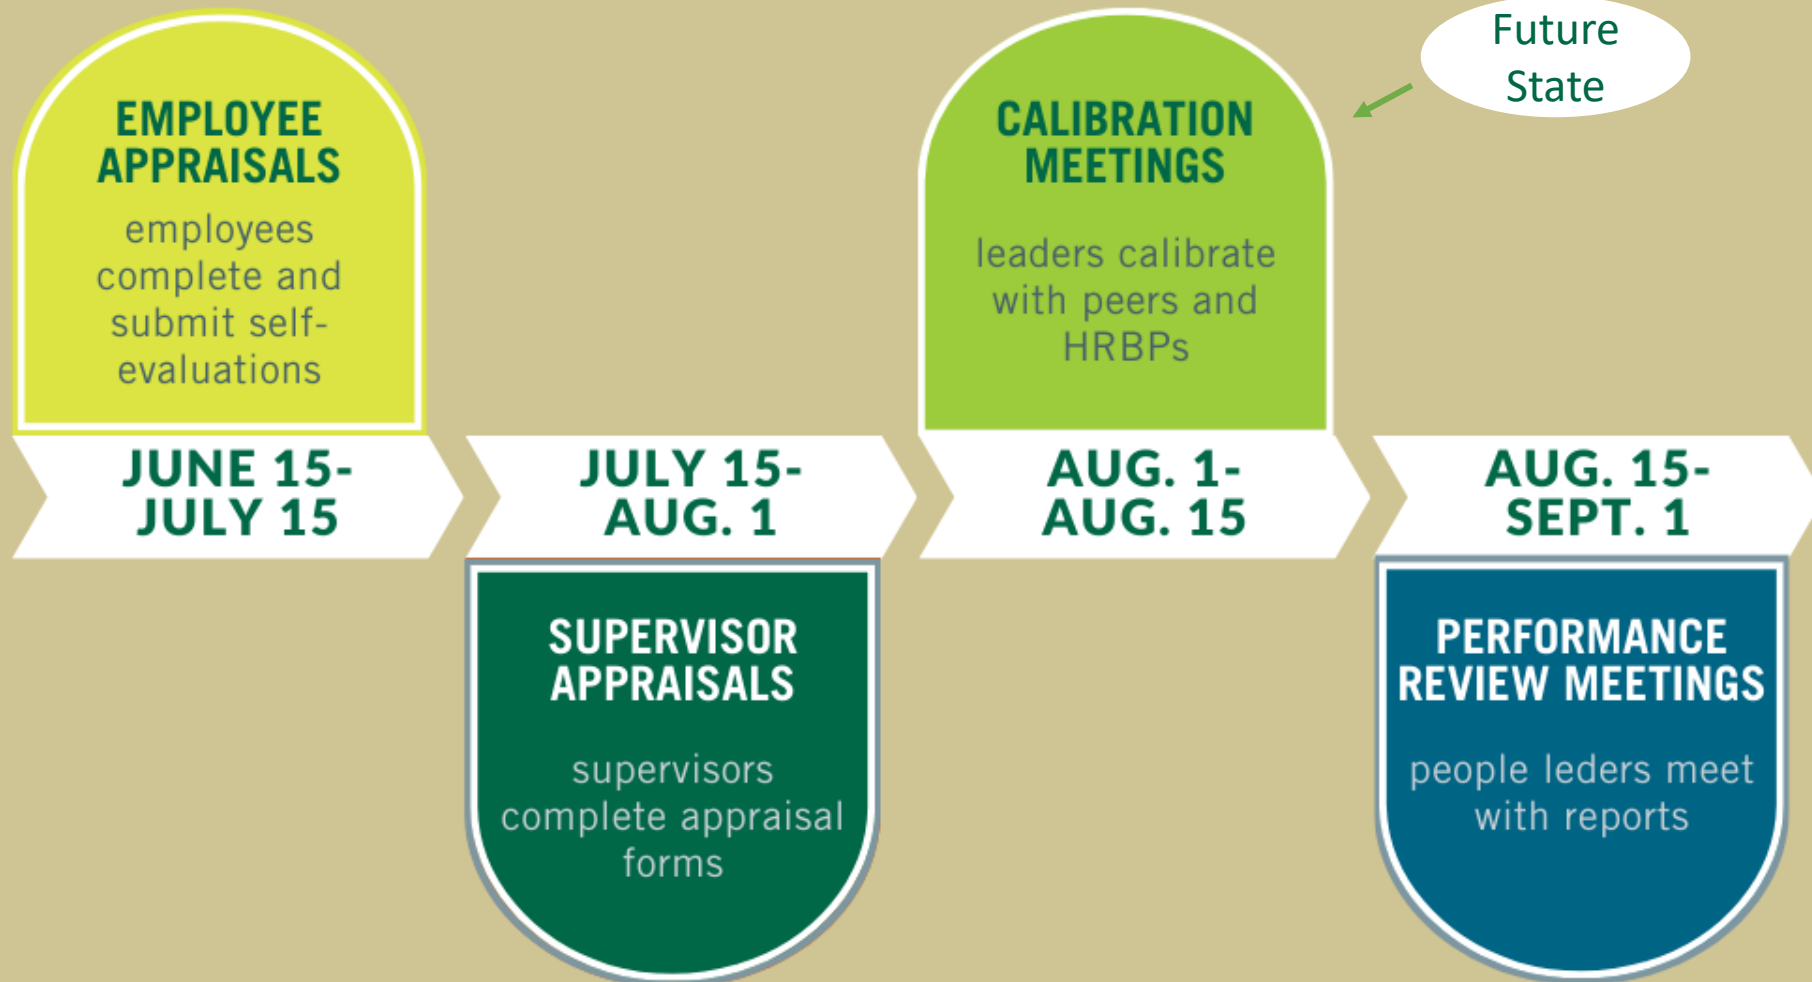 Future
State
EMPLOYEE
APPRAISALS
employees
complete and
submit self-
evaluations
CALIBRATION
MEETINGS
leaders calibrate
with peers and
HRBPs
JUNE 15-
JULY 15
JULY 15-
AUG. 1
AUG. 1-
AUG. 15
AUG. 15-
SEPT. 1
SUPERVISOR
APPRAISALS
supervisors
complete appraisal
forms
PERFORMANCE
REVIEW MEETINGS
people leders meet
with reports